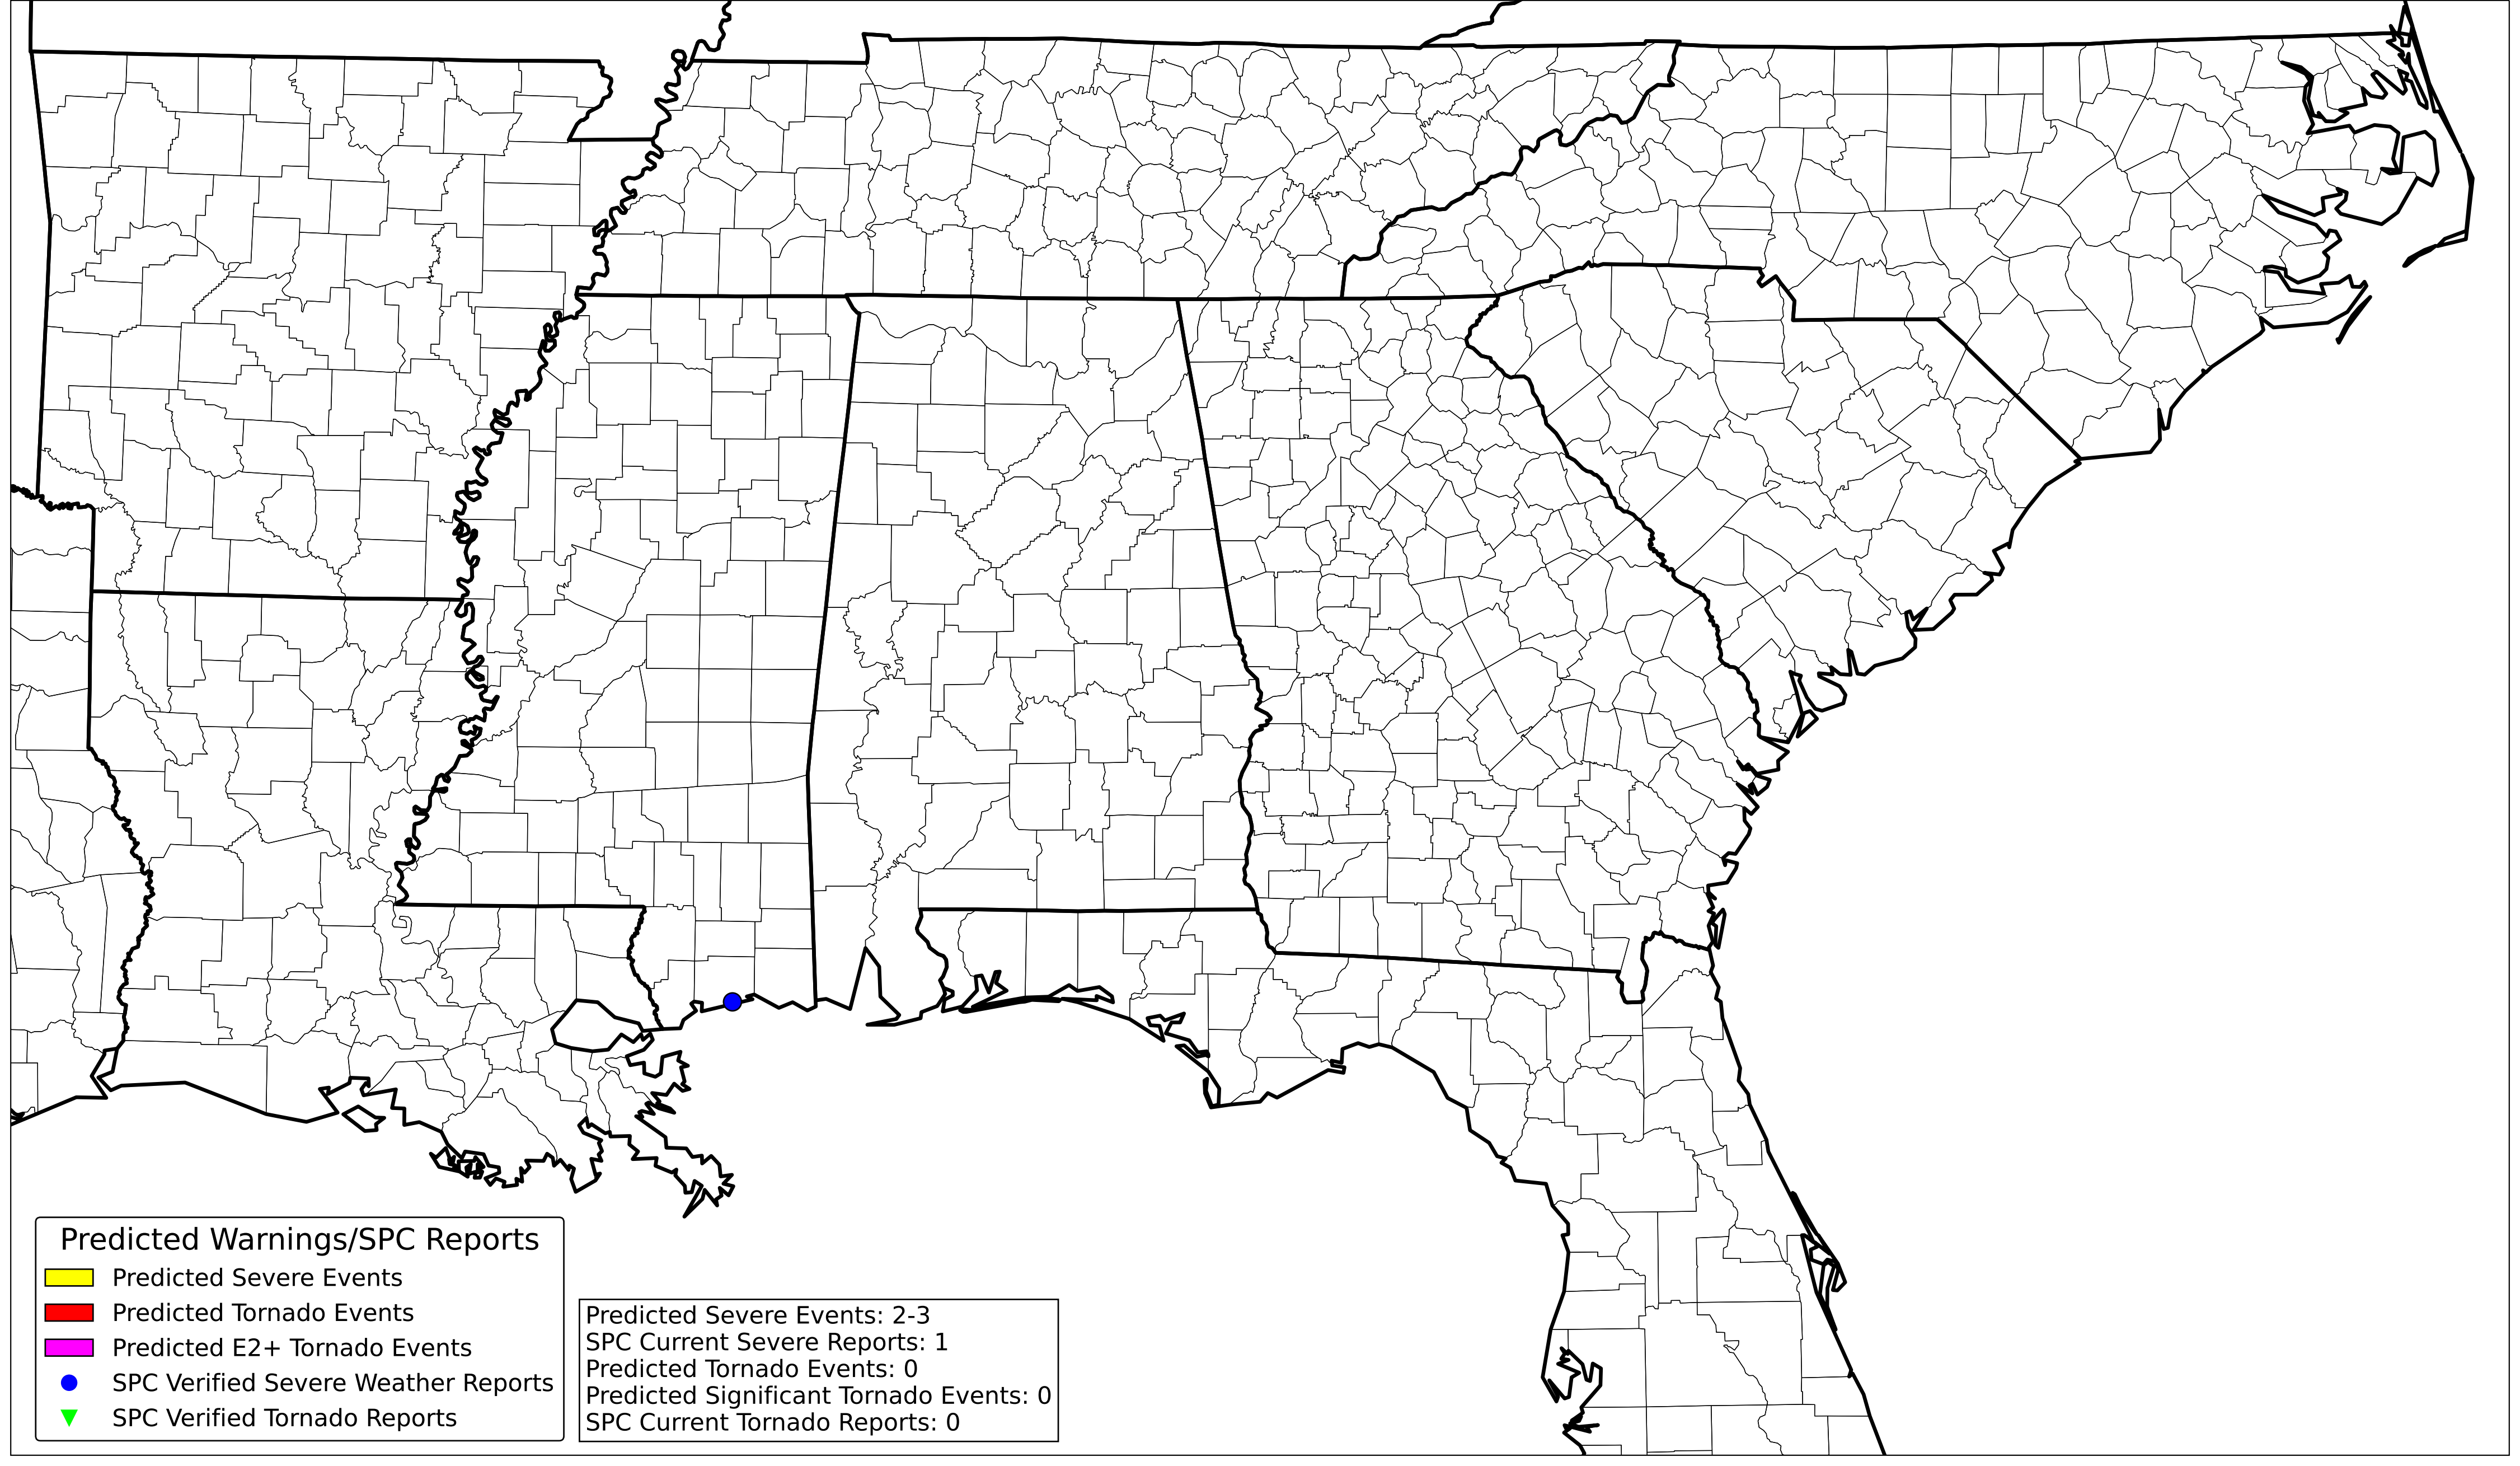 Predicted Warnings/SPC Reports
Predicted Severe Events
Predicted Tornado Events
Predicted E2+ Tornado Events
SPC Verified Severe Weather Reports
SPC Verified Tornado Reports
Predicted Severe Events: 2-3
SPC Current Severe Reports: 1
Predicted Tornado Events: 0
Predicted Significant Tornado Events: 0
SPC Current Tornado Reports: 0